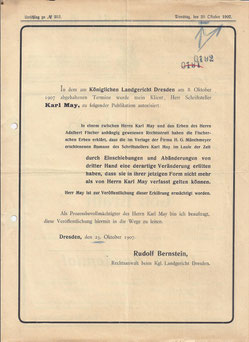 Dienstag, den 29. Oktober 1907.
In dem am Königlichen Landgericht Dresden am 8. Oktober
1907 abgehaltenen Termine wurde mein Klient, Herr Schriftsteller
Karl May, zu folgender Publikation autorisiert:
In einem zwischen Herrn Karl May und den Erben des Herrn
Adalbert Fischer anhängig gewesenen Rechtsstreit haben die Fischer-
schen Erben erklärt, daß die im Verlage der Firma H. G. Münchmeyer
erschienenen Romane des Schriftstellers Karl May im Laufe der Zeit
durch Einschiebungen und Abänderungen von
dritter Hand eine derartige Veränderung erlitten
haben, dass sie in ihrer jetzigen Form nicht mehr
als von Herrn Karl May verfasst gelten können.
Herr May ist zur Veröffentlichung dieser Erklärung ermächtigt worden.
Als Prozessbevollmächtigter des Herrn Karl May bin ich beauftragt,
diese Veröffentlichung hiermit in die Wege zu leiten.
Dresden, den 29. Oktober 1907.
Rudolf Bernstein,
Rechtsanwalt beim Kgl. Landgericht Dresden.